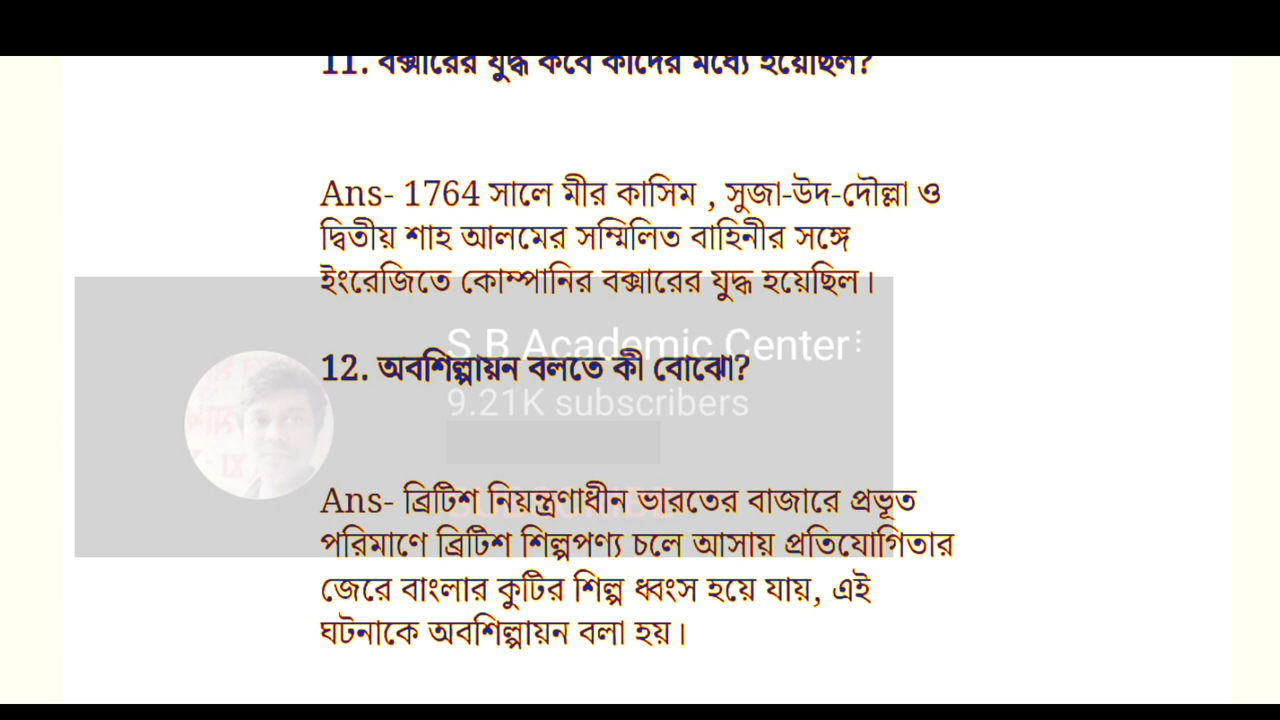 11. বক্সারের যুদ্ধ কবে কাদের মধ্যে হয়েছিল?
Ans- 1764 সালে মীর কাসিম , সুজা-উদ-দৌল্লা ও
দ্বিতীয় শাহ আলমের সম্মিলিত বাহিনীর সঙ্গে
ইংরেজিতে কোম্পানির বক্সারের যুদ্ধ হয়েছিল।
S B Academic Center
12. অবশিল্পায়ন বলতে কী বোঝো?
9.21K subscribers
Ans- ব্রিটিশ নিয়ন্ত্রণাধীন ভারতের বাজারে প্রভূত
পরিমাণে ব্রিটিশ শিল্পপণ্য চলে আসায় প্রতিযোগিতার
জেরে বাংলার কুটির শিল্প ধ্বংস হয়ে যায়, এই
ঘটনাকে অবশিল্পায়ন বলা হয়।